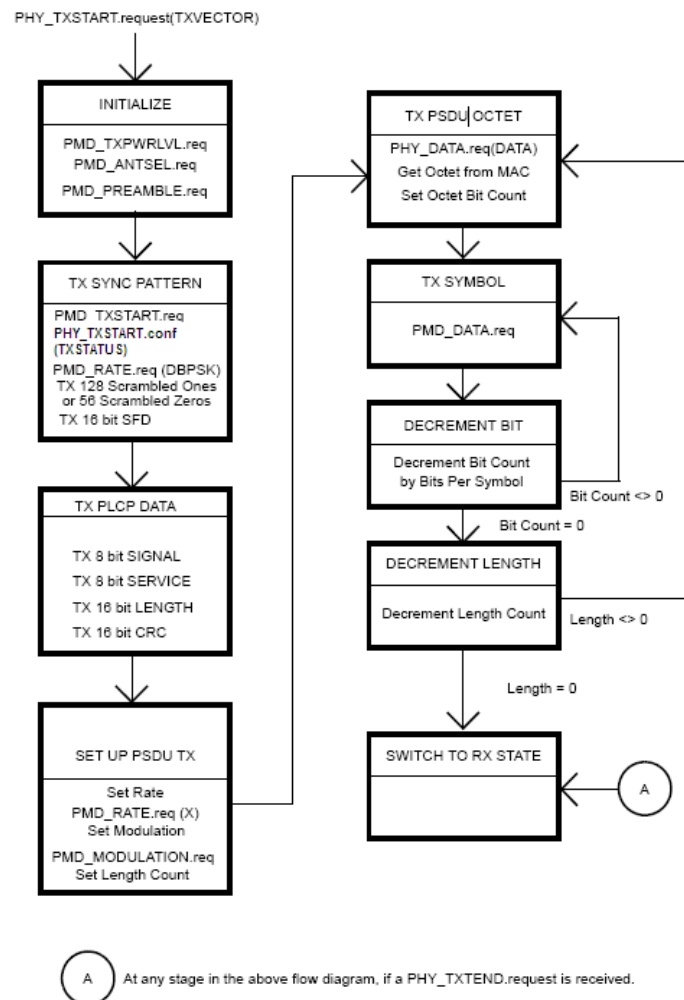 PHY_TXSTART.request(TXVECTOR)
INITIALIZE
PMD_TXPWRLVL.req
PMD_ANTSEL.req
PMD_PREAMBLE.req
TX SYNC PATTERN
PMD_TXSTART.req
PHY_TXSTART.conf
(TXSTATUS)
PMD_RATE.req (DBPSK)
TX 128 Scrambled Ones
or 56 Scrambled Zeros
TX 16 bit SFD
TX PLCP DATA
TX 8 bit SIGNAL
TX 8 bit SERVICE
TX 16 bit LENGTH
TX 16 bit CRC
SET UP PSDU TX
Set Rate
PMD_RATE.req (X)
Set Modulation
PMD_MODULATION.req
Set Length Count
TX PSDU OCTET
PHY_DATA.req(DATA)
Get Octet from MAC
Set Octet Bit Count
TX SYMBOL
PMD_DATA.req
DECREMENT BIT
Decrement Bit Count
by Bits Per Symbol
Bit Count <> 0
Bit Count = 0
DECREMENT LENGTH
Decrement Length Count
Length <> 0
Length = 0
SWITCH TO RX STATE
A
A At any stage in the above flow diagram, if a PHY_TXTEND.request is received.